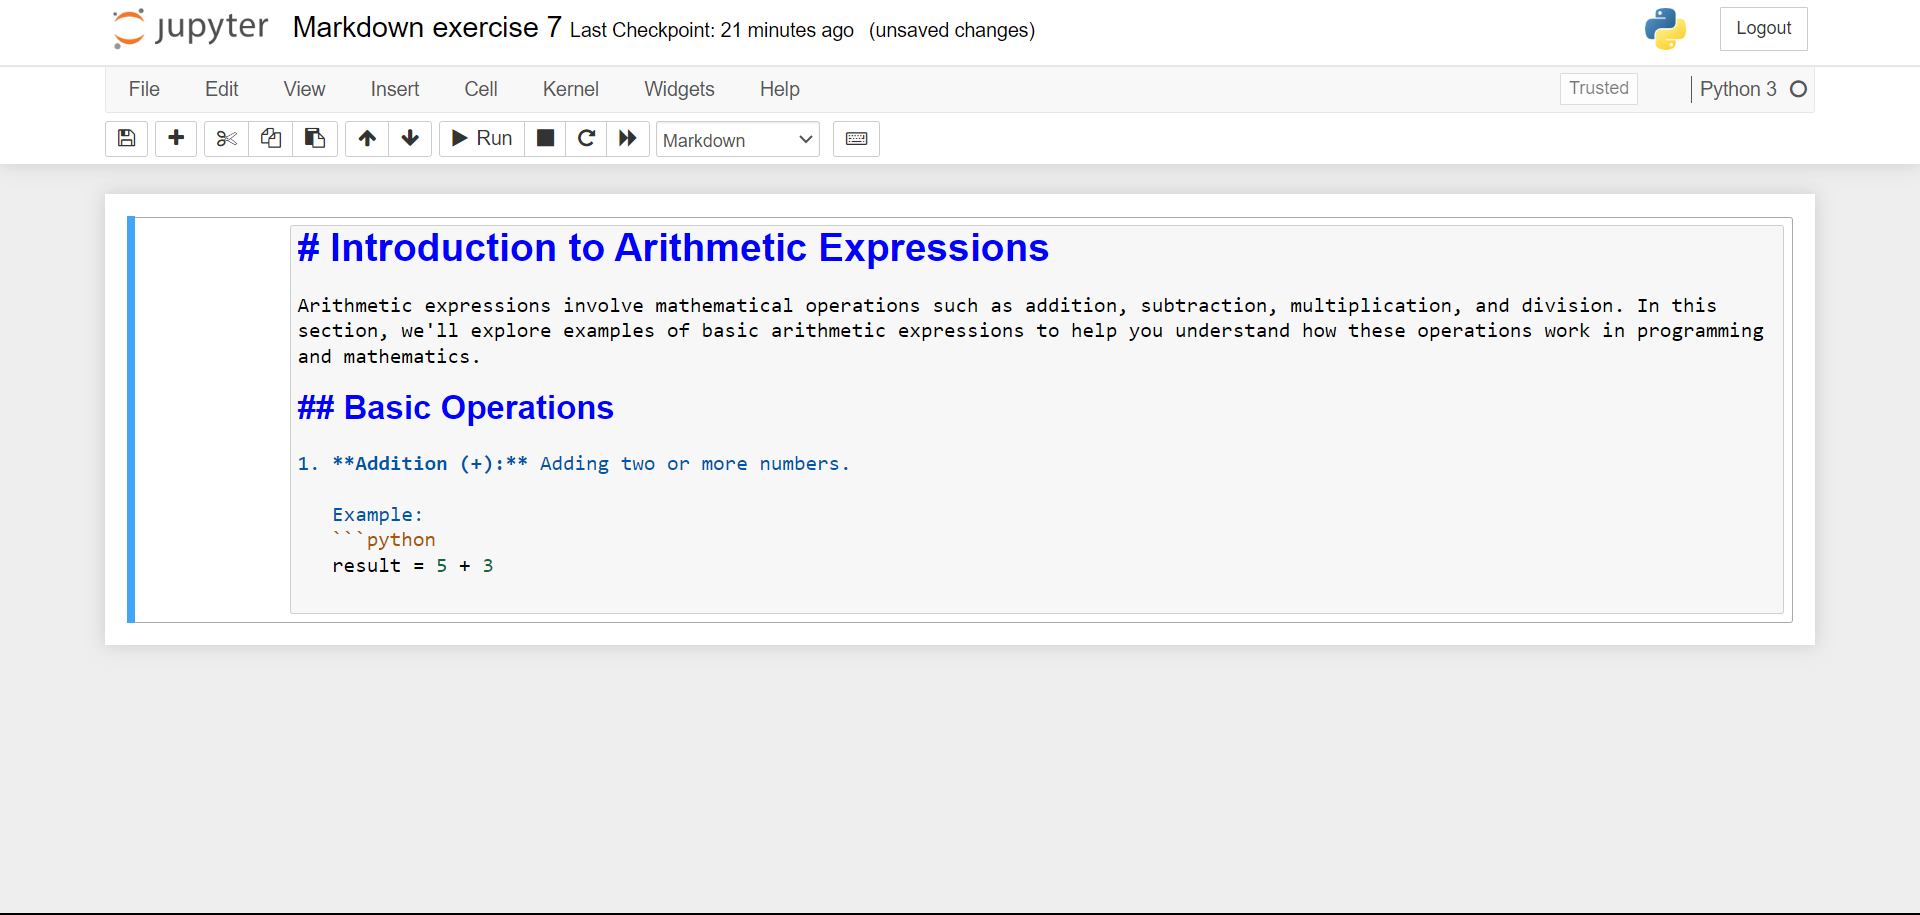 jupyter Markdown exercise 7 Last Checkpoint: 21 minutes ago (unsaved changes) Logout
File Edit View Insert Cell Kernel Widgets Help Trusted Python 3
Run Markdown
# Introduction to Arithmetic Expressions
Arithmetic expressions involve mathematical operations such as addition, subtraction, multiplication, and division. In this
section, we'll explore examples of basic arithmetic expressions to help you understand how these operations work in programming
and mathematics.
## Basic Operations
1. **Addition (+):** Adding two or more numbers.
Example:
```python
result = 5 + 3